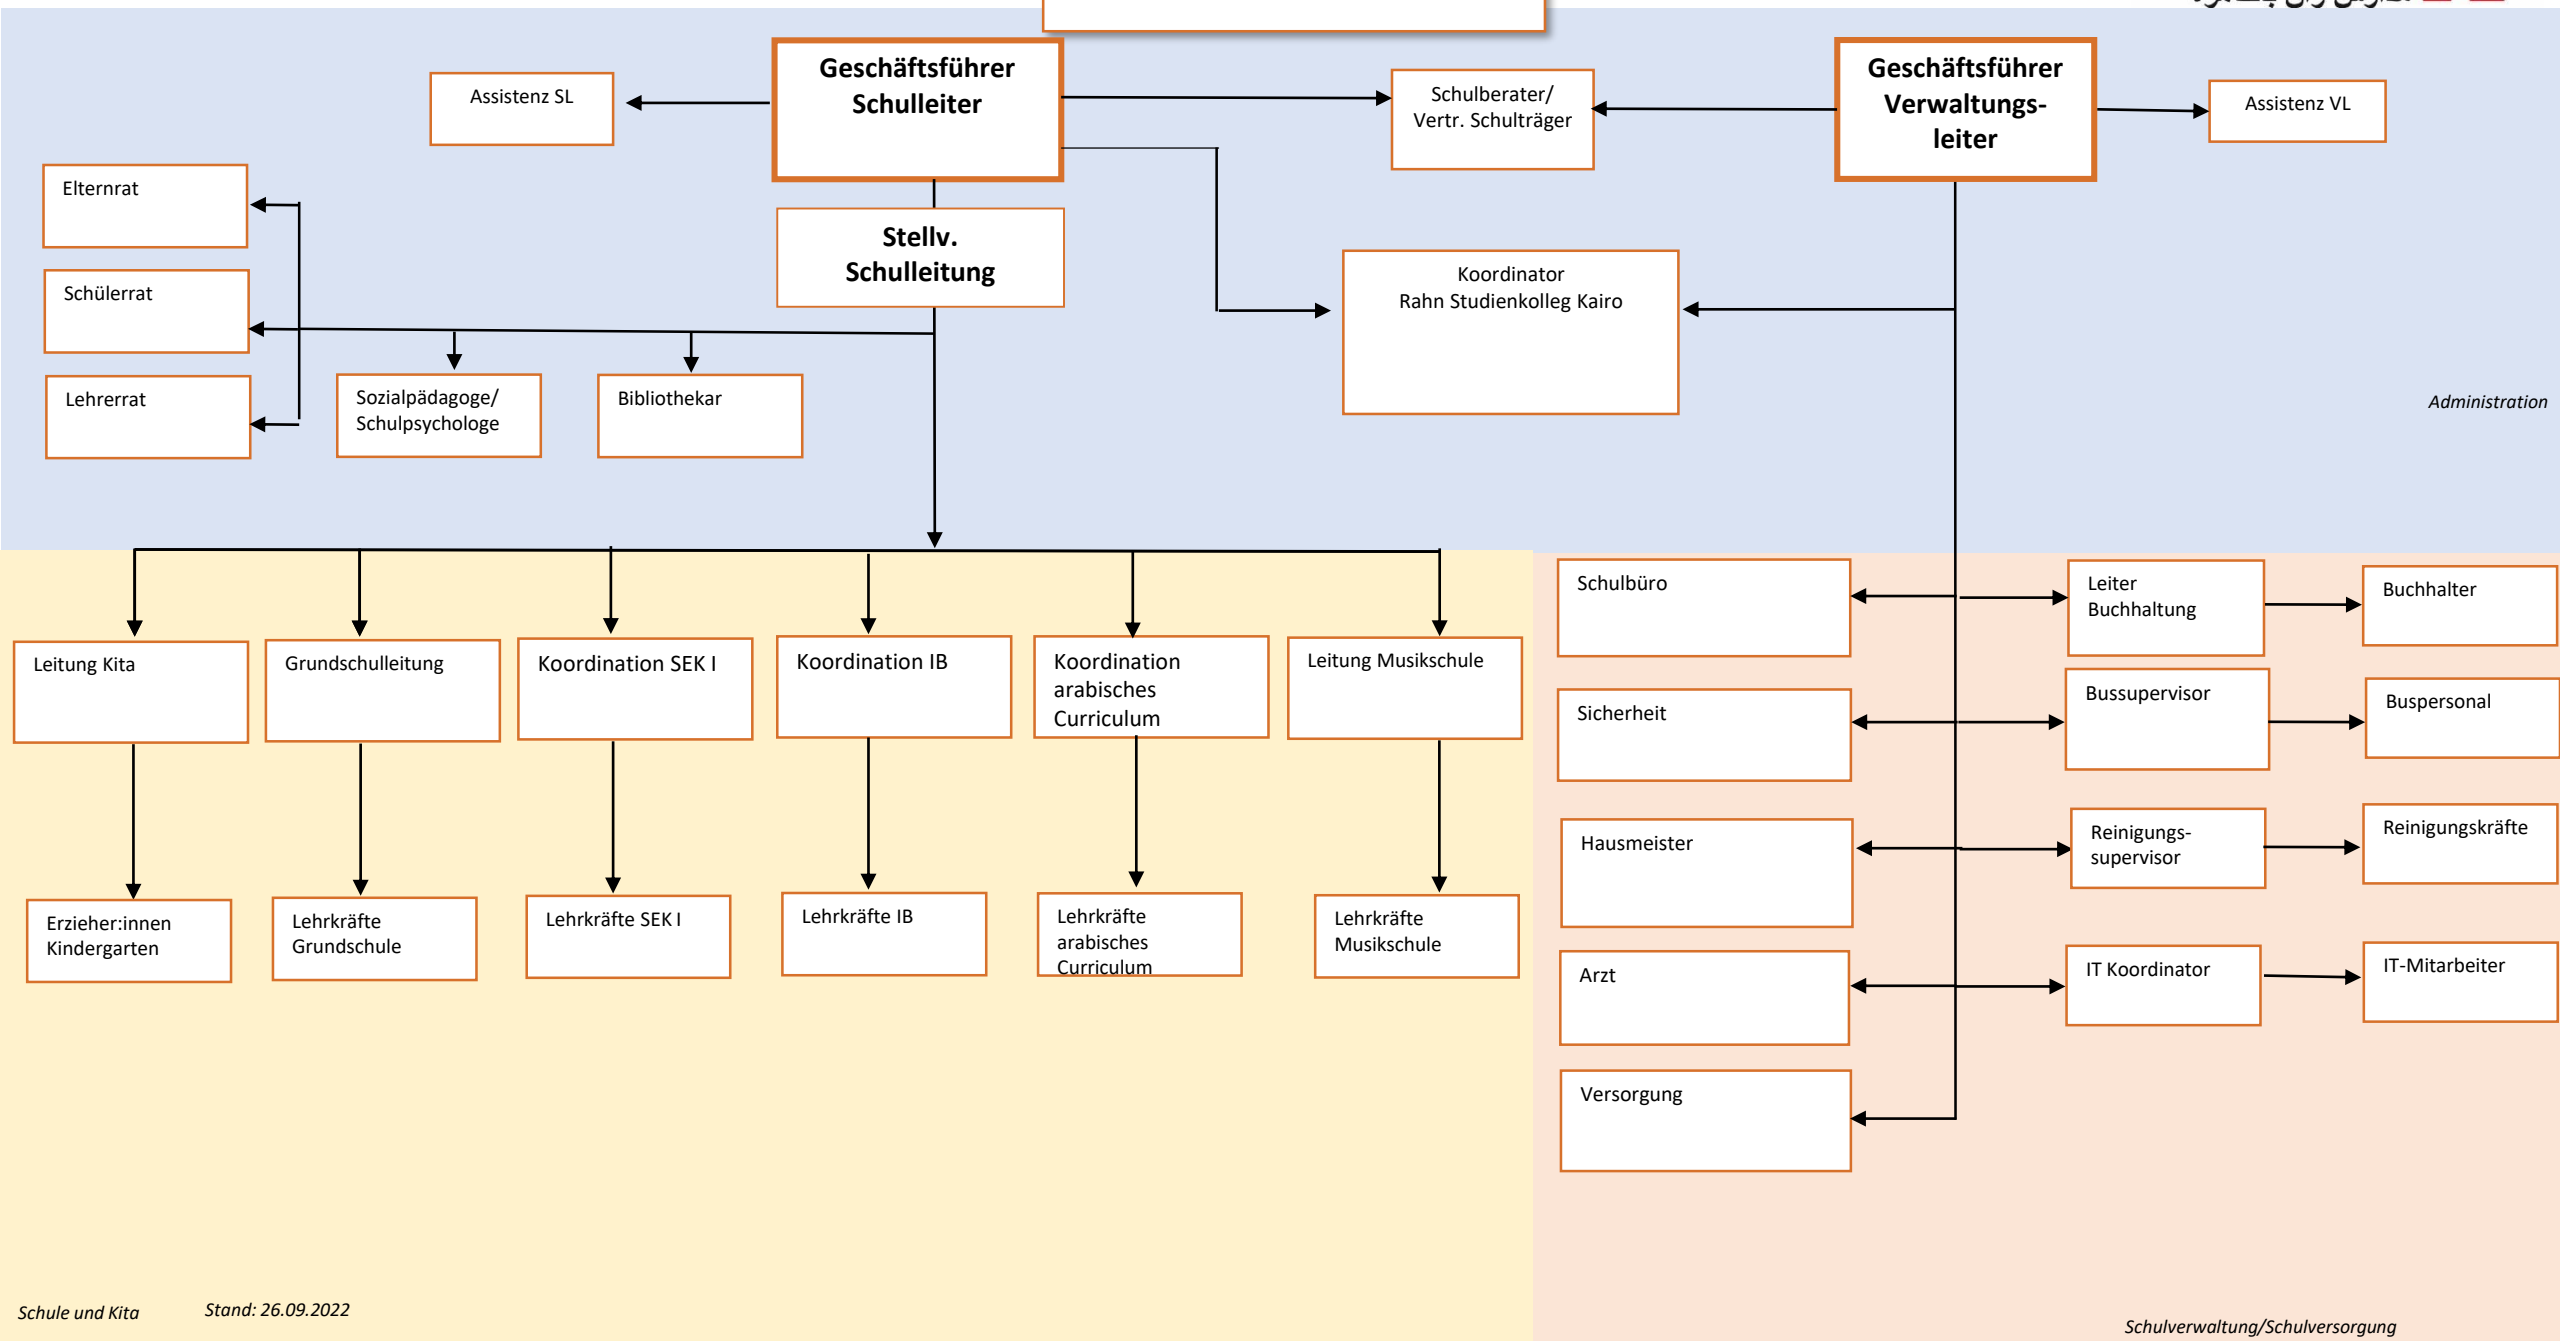 Geschäftsführer
Schulleiter
Geschäftsführer
Verwaltungs-
leiter
Assistenz SL
Schulberater/
Vertr. Schulträger
Assistenz VL
Elternrat
Stellv.
Schulleitung
Schülerrat
Koordinator
Rahn Studienkolleg Kairo
Lehrerrat
Sozialpädagoge/
Schulpsychologe
Bibliothekar
Administration
Leitung Kita
Grundschulleitung
Koordination SEK I
Koordination IB
Koordination
arabisches
Curriculum
Leitung Musikschule
Erzieher:innen
Kindergarten
Lehrkräfte
Grundschule
Lehrkräfte SEK I
Lehrkräfte IB
Lehrkräfte
arabisches
Curriculum
Lehrkräfte
Musikschule
Schulbüro
Leiter
Buchhaltung
Buchhalter
Sicherheit
Bussupervisor
Buspersonal
Hausmeister
Reinigungs-
supervisor
Reinigungskräfte
Arzt
IT Koordinator
IT-Mitarbeiter
Versorgung
Schule und Kita
Stand: 26.09.2022
Schulverwaltung/Schulversorgung